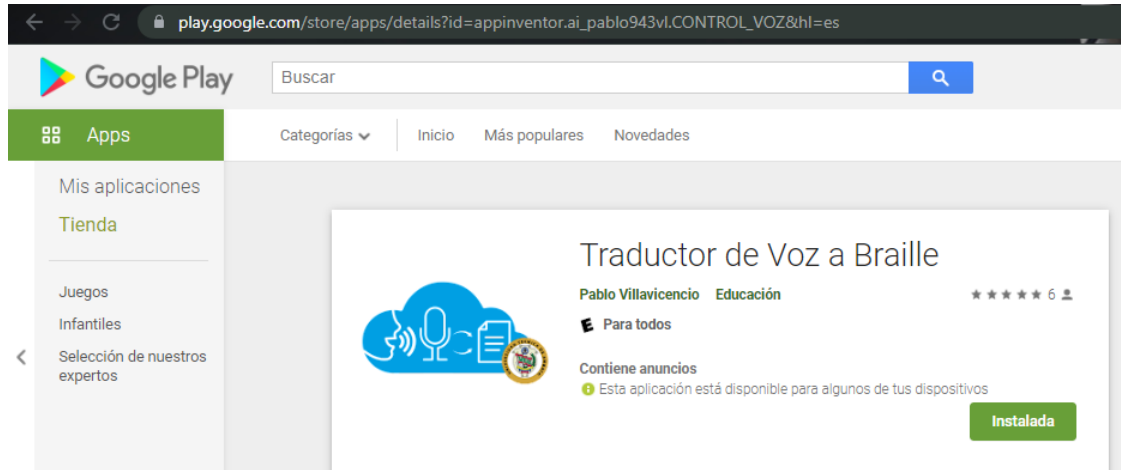 play.google.com/store/apps/details?id=appinventor.ai_pablo943vl.CONTROL_VOZ&hl=es
Google Play
Buscar
Apps
Categorías
Inicio
Más populares
Novedades
Mis aplicaciones
Tienda
Juegos
Infantiles
Selección de nuestros
expertos
Traductor de Voz a Braille
Pablo Villavicencio Educación
6
E Para todos
Contiene anuncios
Esta aplicación está disponible para algunos de tus dispositivos
Instalada